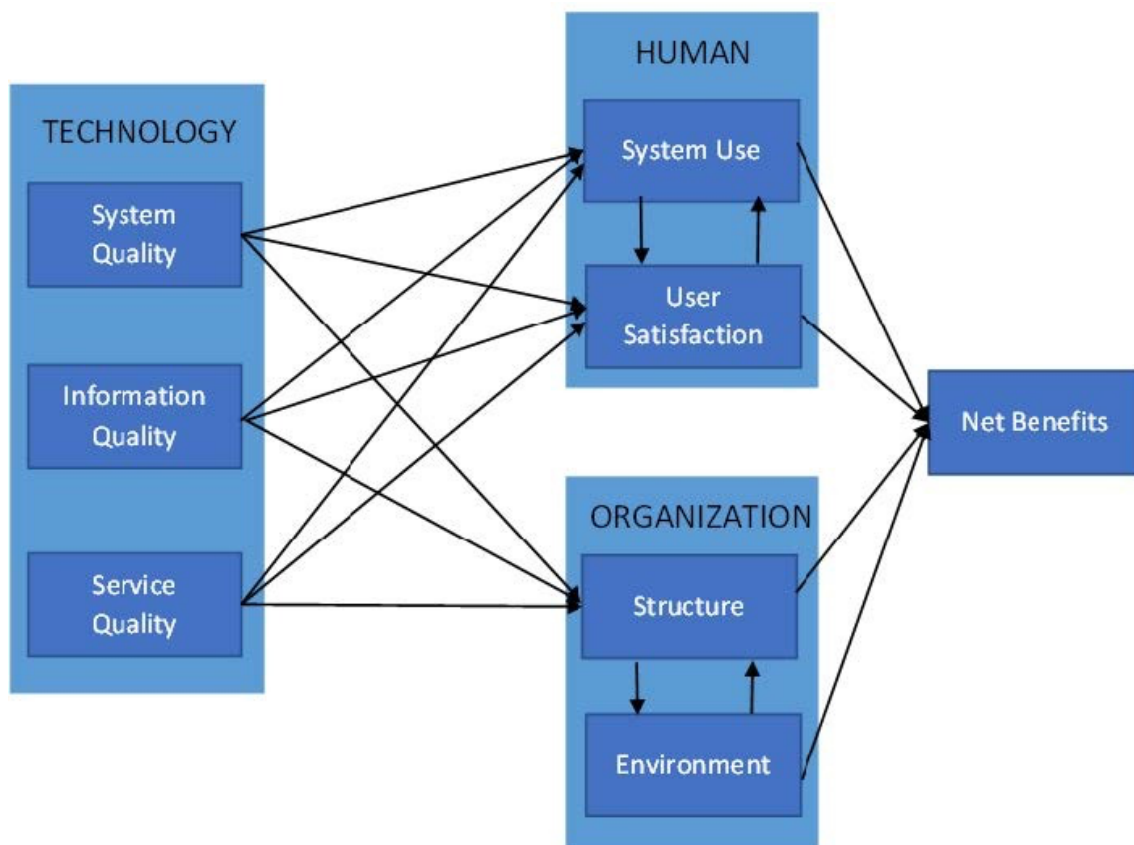 TECHNOLOGY
System
Quality
Information
Quality
Service
Quality
HUMAN
System Use
User
Satisfaction
ORGANIZATION
Structure
Environment
Net Benefits